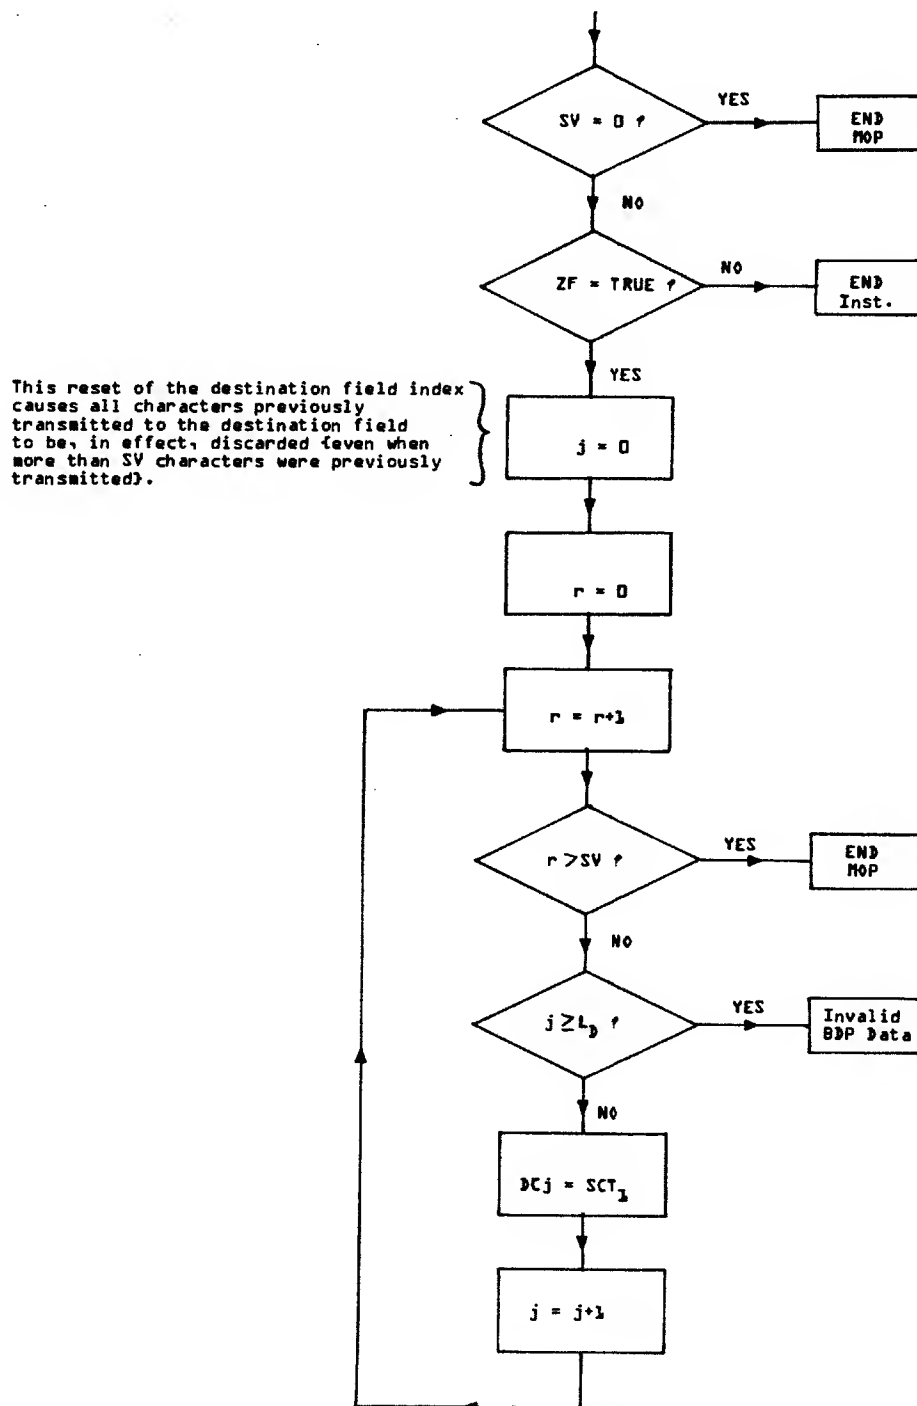 SV = 0 ?
YES
END
MOP
NO
ZF = TRUE ?
NO
END
Inst.
YES
This reset of the destination field index
causes all characters previously
transmitted to the destination field
to be, in effect, discarded {even when
more than SV characters were previously
transmitted}.
j = 0
r = 0
r = r+1
r >SV ?
YES
END
MOP
NO
j ≥ L_D ?
YES
Invalid
BDP Data
NO
DCj = SCT_1
j = j+1